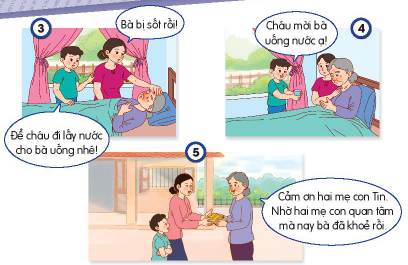 3
Bà bị sốt rồi!
Để cháu đi lấy nước
cho bà uống nhé!
Cháu mời bà
uống nước ạ!
4
5
Cảm ơn hai mẹ con Tin.
Nhờ hai mẹ con quan tâm
mà nay bà đã khoẻ rồi.